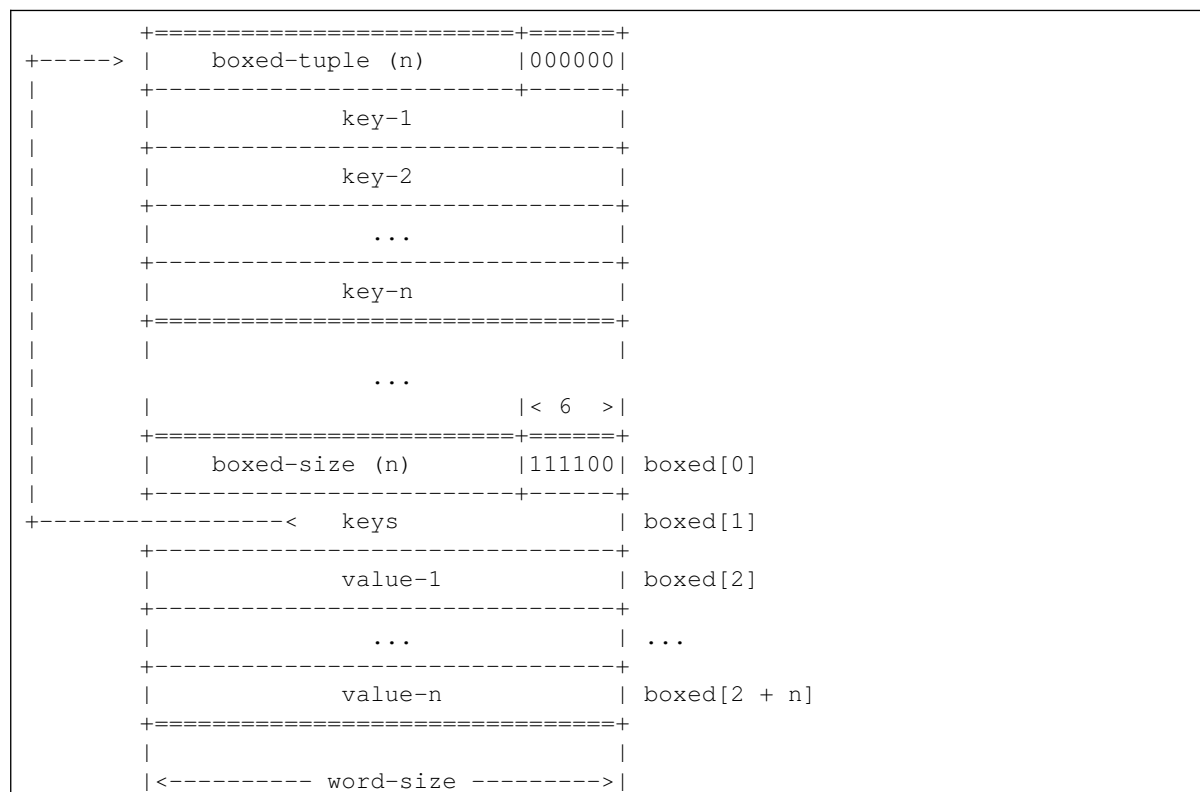 +=========================+======+
+-----> |    boxed-tuple (n)      |000000|
|       +-------------------------+------+
|       |             key-1              |
|       +--------------------------------+
|       |             key-2              |
|       +--------------------------------+
|       |               ...              |
|       +--------------------------------+
|       |             key-n              |
|       +================================+
|       |                                |
|                       ...
|       |                         |< 6  >|
|       +=========================+======+
|       |    boxed-size (n)       |111100| boxed[0]
|       +-------------------------+------+
+-----------------<   keys               | boxed[1]
        +--------------------------------+
        |             value-1            | boxed[2]
        +--------------------------------+
        |               ...              | ...
        +--------------------------------+
        |             value-n            | boxed[2 + n]
        +================================+
        |                                |
        |<---------- word-size --------->|